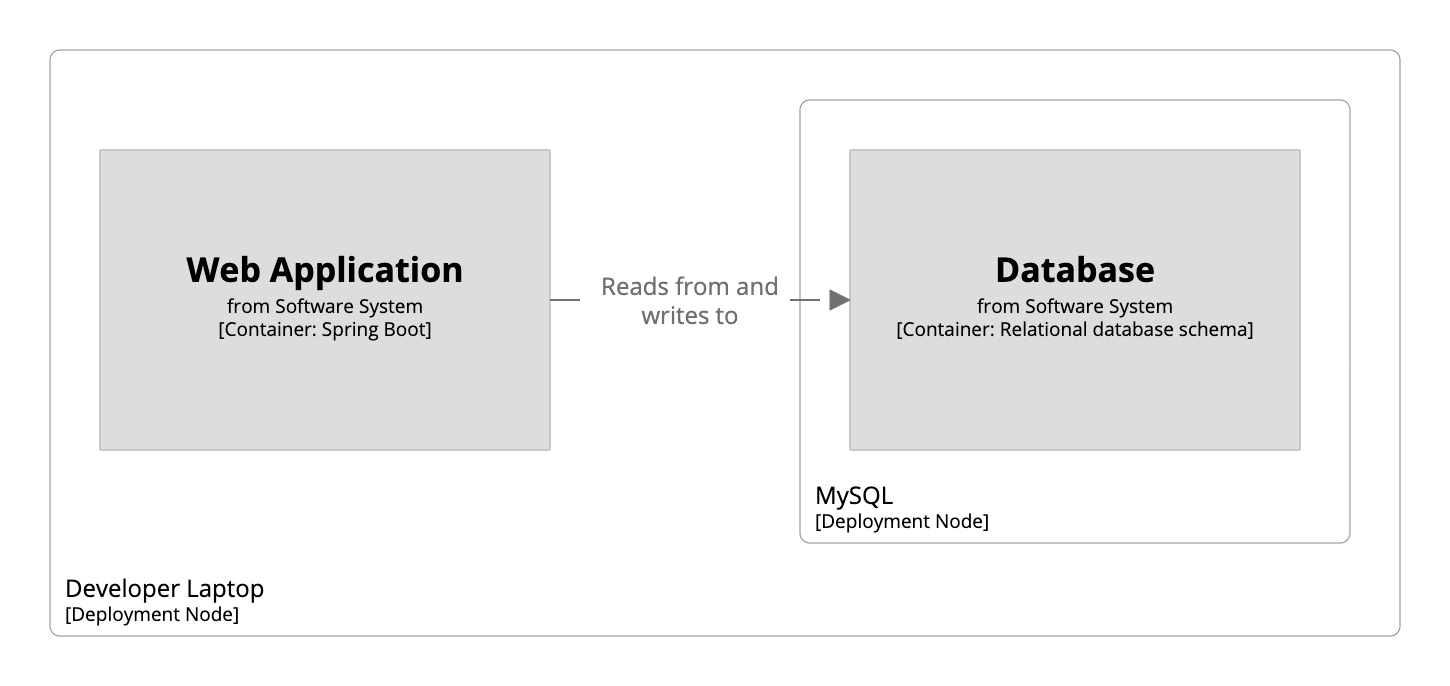 Web Application
from Software System
[Container: Spring Boot]
Reads from and
writes to
Database
from Software System
[Container: Relational database schema]
MySQL
[Deployment Node]
Developer Laptop
[Deployment Node]